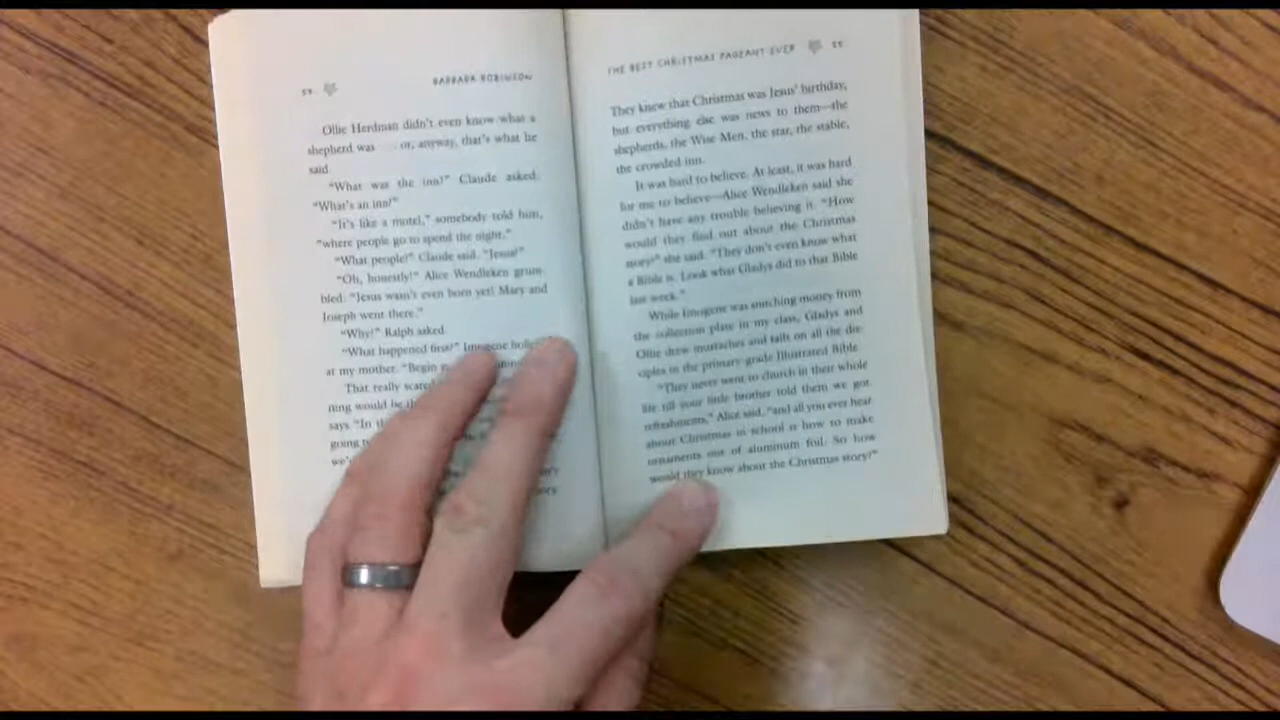 BARBARA ROBINSON
Ollie Herdman didn't even know what a
shepherd was . . . or, anyway, that's what he
said.
"What was the inn?" Claude asked.
"What's an inn?"
"It's like a motel," somebody told him,
"where people go to spend the night."
"What people?" Claude said. "Jesus?"
"Oh, honestly!" Alice Wendleken grum-
bled. "Jesus wasn't even born yet! Mary and
Joseph went there."
"Why?" Ralph asked.
"What happened first?" Imogene
at my mother. "Begin
That really
ning would be
says "In
going
THE BEST CHRISTMAS PAGEANT EVER
They knew that Christmas was Jesus' birthday,
but everything else was news to them—the
shepherds, the Wise Men, the star, the stable,
the crowded inn.
It was hard to believe. At least, it was hard
for me to believe—Alice Wendleken said she
didn't have any trouble believing it. "How
would they find out about the Christmas
story?" she said. "They don't even know what
a Bible is. Look what Gladys did to that Bible
last week."
While Imogene was snitching money from
the collection plate in my class, Gladys and
Ollie drew mustaches and tails on all the dis-
ciples in the primary-grade Illustrated Bible.
"They never went to church in their whole
life till your little brother told them we got
refreshments," Alice said, "and all you ever hear
about Christmas in school is how to make
ornaments out of aluminum foil. So how
would they know about the Christmas story?"